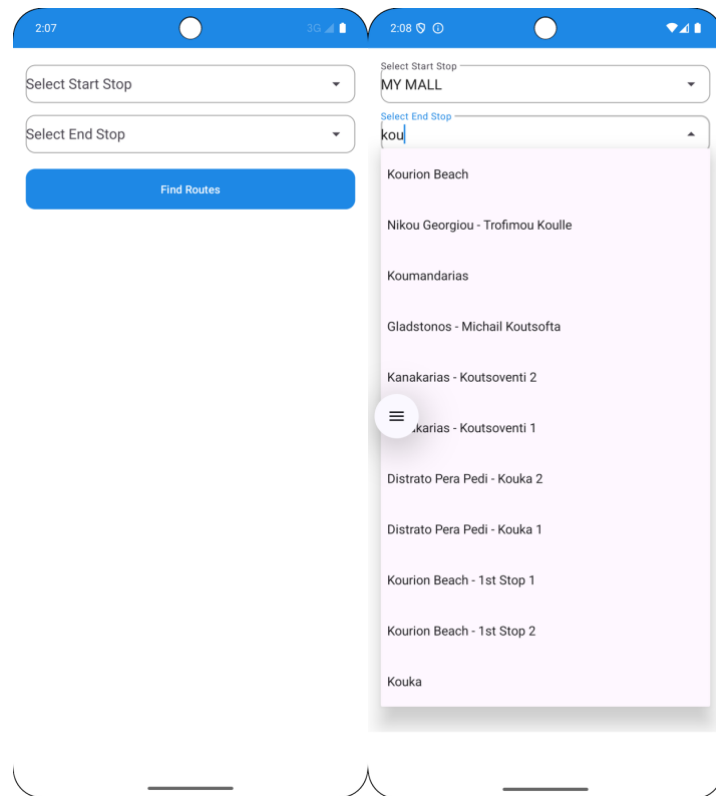 2:07
3G
Select Start Stop
Select End Stop
Find Routes
2:08
Select Start Stop
MY MALL
Select End Stop
kou
Kourion Beach
Nikou Georgiou - Trofimou Koulle
Koumandarias
Gladstonos - Michail Koutsofta
Kanakarias - Koutsoventi 2
karias - Koutsoventi 1
Distrato Pera Pedi - Kouka 2
Distrato Pera Pedi - Kouka 1
Kourion Beach - 1st Stop 1
Kourion Beach - 1st Stop 2
Kouka